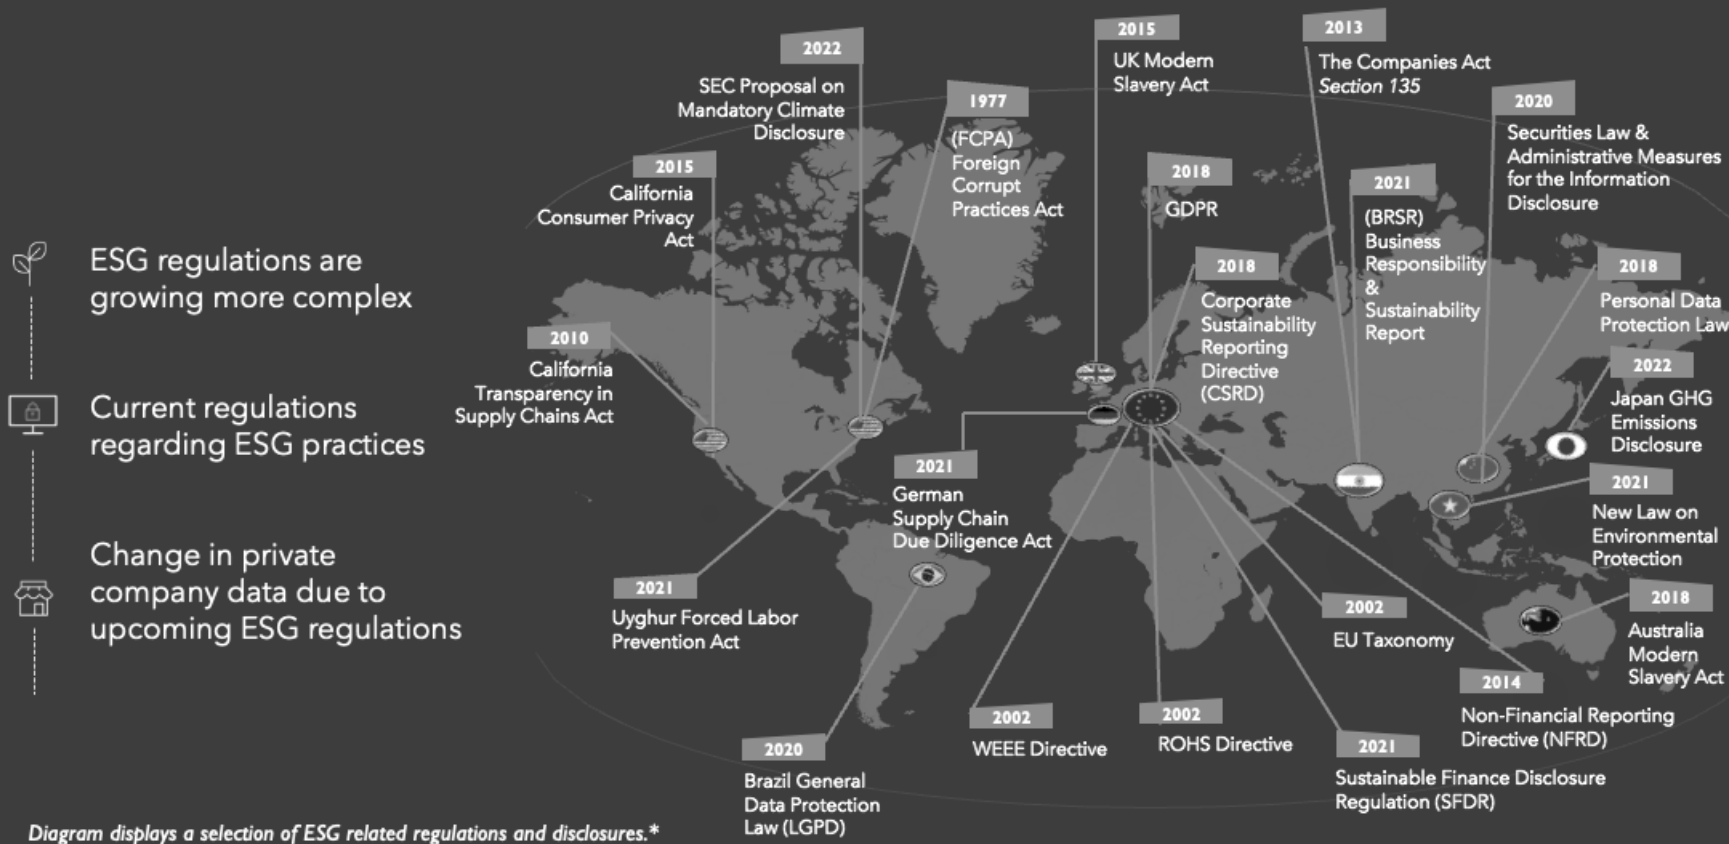 ESG regulations are
growing more complex
Current regulations
regarding ESG practices
Change in private
company data due to
upcoming ESG regulations
2022
SEC Proposal on
Mandatory Climate
Disclosure
1977
(FCPA)
Foreign
Corrupt
Practices Act
2015
California
Consumer Privacy
Act
2010
California
Transparency in
Supply Chains Act
2021
Uyghur Forced Labor
Prevention Act
2020
Brazil General
Data Protection
Law (LGPD)
2015
UK Modern
Slavery Act
2018
GDPR
2018
Corporate
Sustainability
Reporting
Directive
(CSRD)
2021
German
Supply Chain
Due Diligence Act
2002
WEEE Directive
2002
ROHS Directive
2021
Sustainable Finance Disclosure
Regulation (SFDR)
2002
EU Taxonomy
2014
Non-Financial Reporting
Directive (NFRD)
2013
The Companies Act
Section 135
2021
(BRSR)
Business
Responsibility
&
Sustainability
Report
2020
Securities Law &
Administrative Measures
for the Information
Disclosure
2018
Personal Data
Protection Law
2022
Japan GHG
Emissions
Disclosure
2021
New Law on
Environmental
Protection
2018
Australia
Modern
Slavery Act
Diagram displays a selection of ESG related regulations and disclosures.*